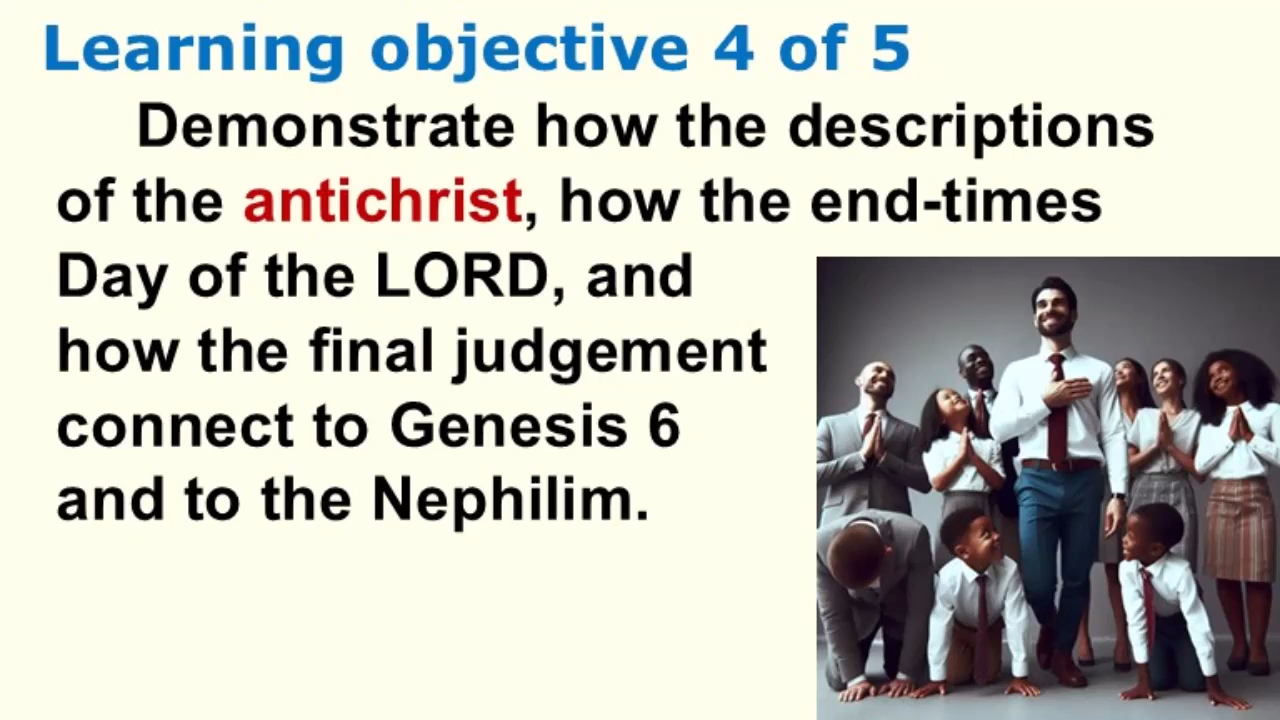 Learning objective 4 of 5
Demonstrate how the descriptions
of the antichrist, how the end-times
Day of the LORD, and
how the final judgement
connect to Genesis 6
and to the Nephilim.